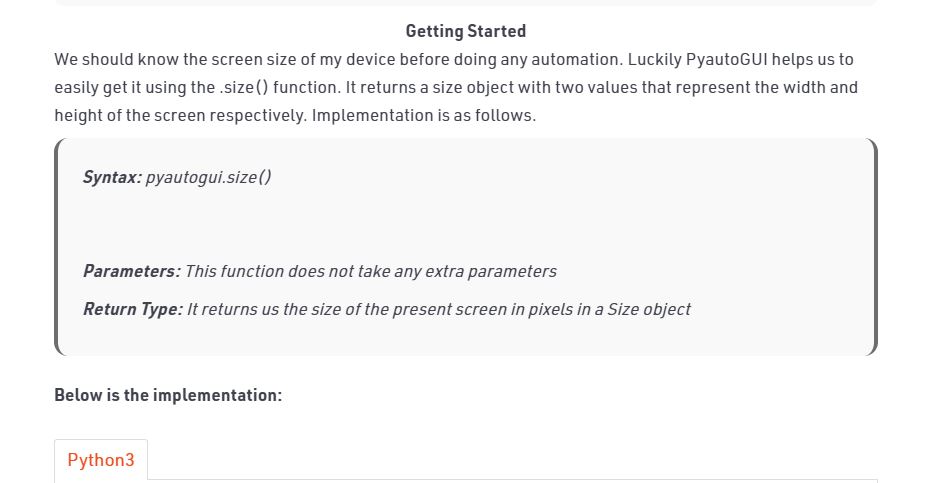 Getting Started
We should know the screen size of my device before doing any automation. Luckily PyautoGUI helps us to
easily get it using the .size() function. It returns a size object with two values that represent the width and
height of the screen respectively. Implementation is as follows.
Syntax: pyautogui.size()
Parameters: This function does not take any extra parameters
Return Type: It returns us the size of the present screen in pixels in a Size object
Below is the implementation:
Python3